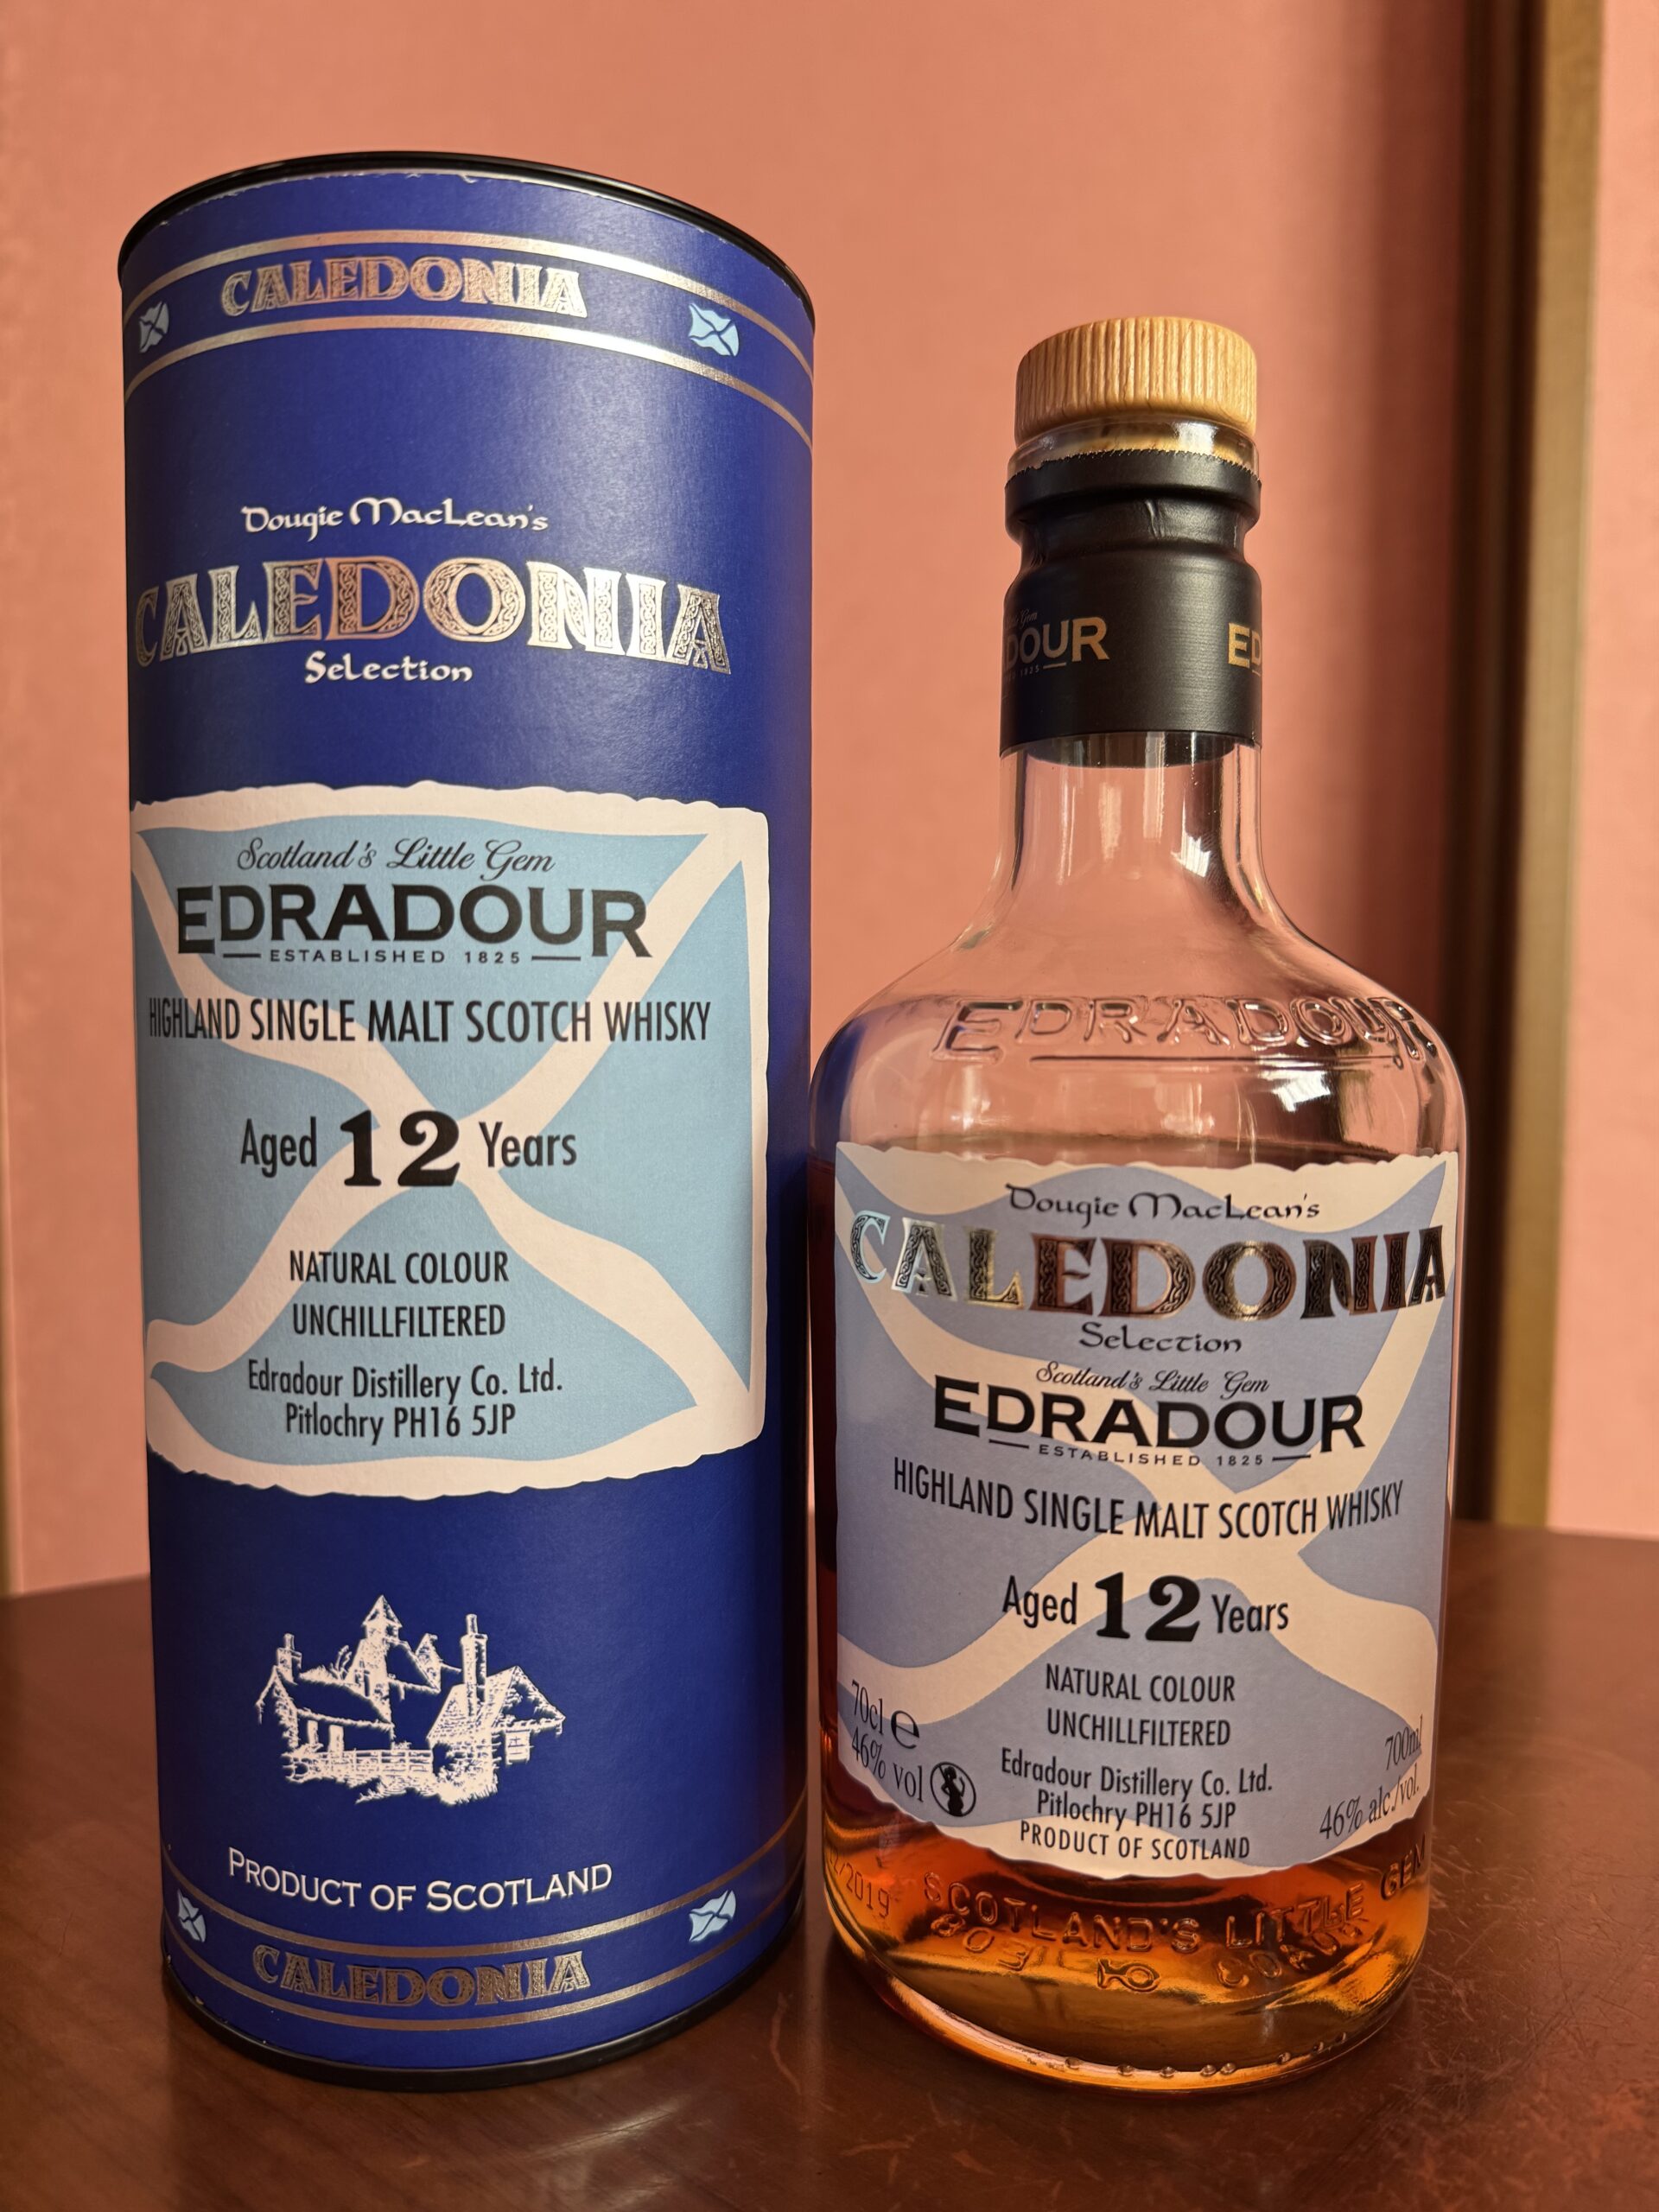 CALEDONIA
Dougie MacLean's
CALEDONIA
Selection
Scotland's Little Gem
EDRADOUR
ESTABLISHED 1825
HIGHLAND SINGLE MALT SCOTCH WHISKY
Aged 12 Years
NATURAL COLOUR
UNCHILLFILTERED
Edradour Distillery Co. Ltd.
Pitlochry PH16 5JP
PRODUCT OF SCOTLAND
CALEDONIA
DOUR
ED
EDRADOUR
Dougie MacLean's
CALEDONIA
Selection
Scotland's Little Gem
EDRADOUR
ESTABLISHED 1825
HIGHLAND SINGLE MALT SCOTCH WHISKY
Aged 12 Years
NATURAL COLOUR
UNCHILLFILTERED
70cl e
46% vol
700ml
46% alc./vol.
Edradour Distillery Co. Ltd.
Pitlochry PH16 5JP
PRODUCT OF SCOTLAND
/2019
SCOTLAND'S LITTLE GEM